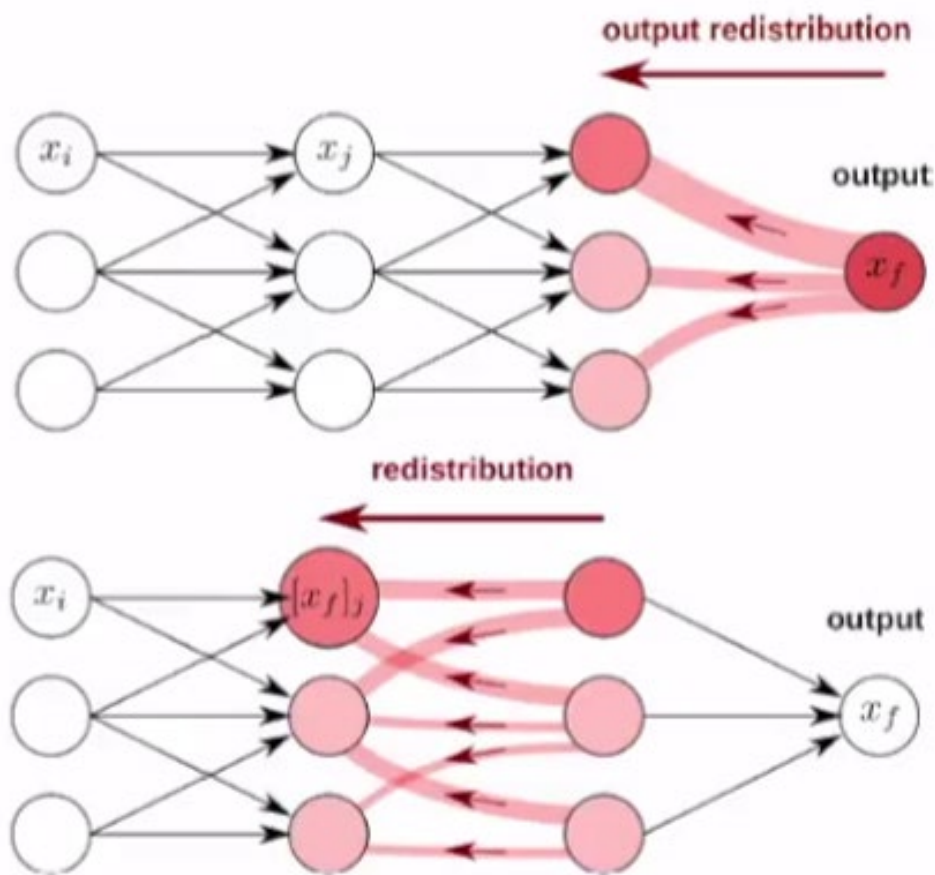 output redistribution
$x_i$
$x_j$
output
$x_f$
redistribution
$x_i$
$[x_f]_j$
output
$x_f$